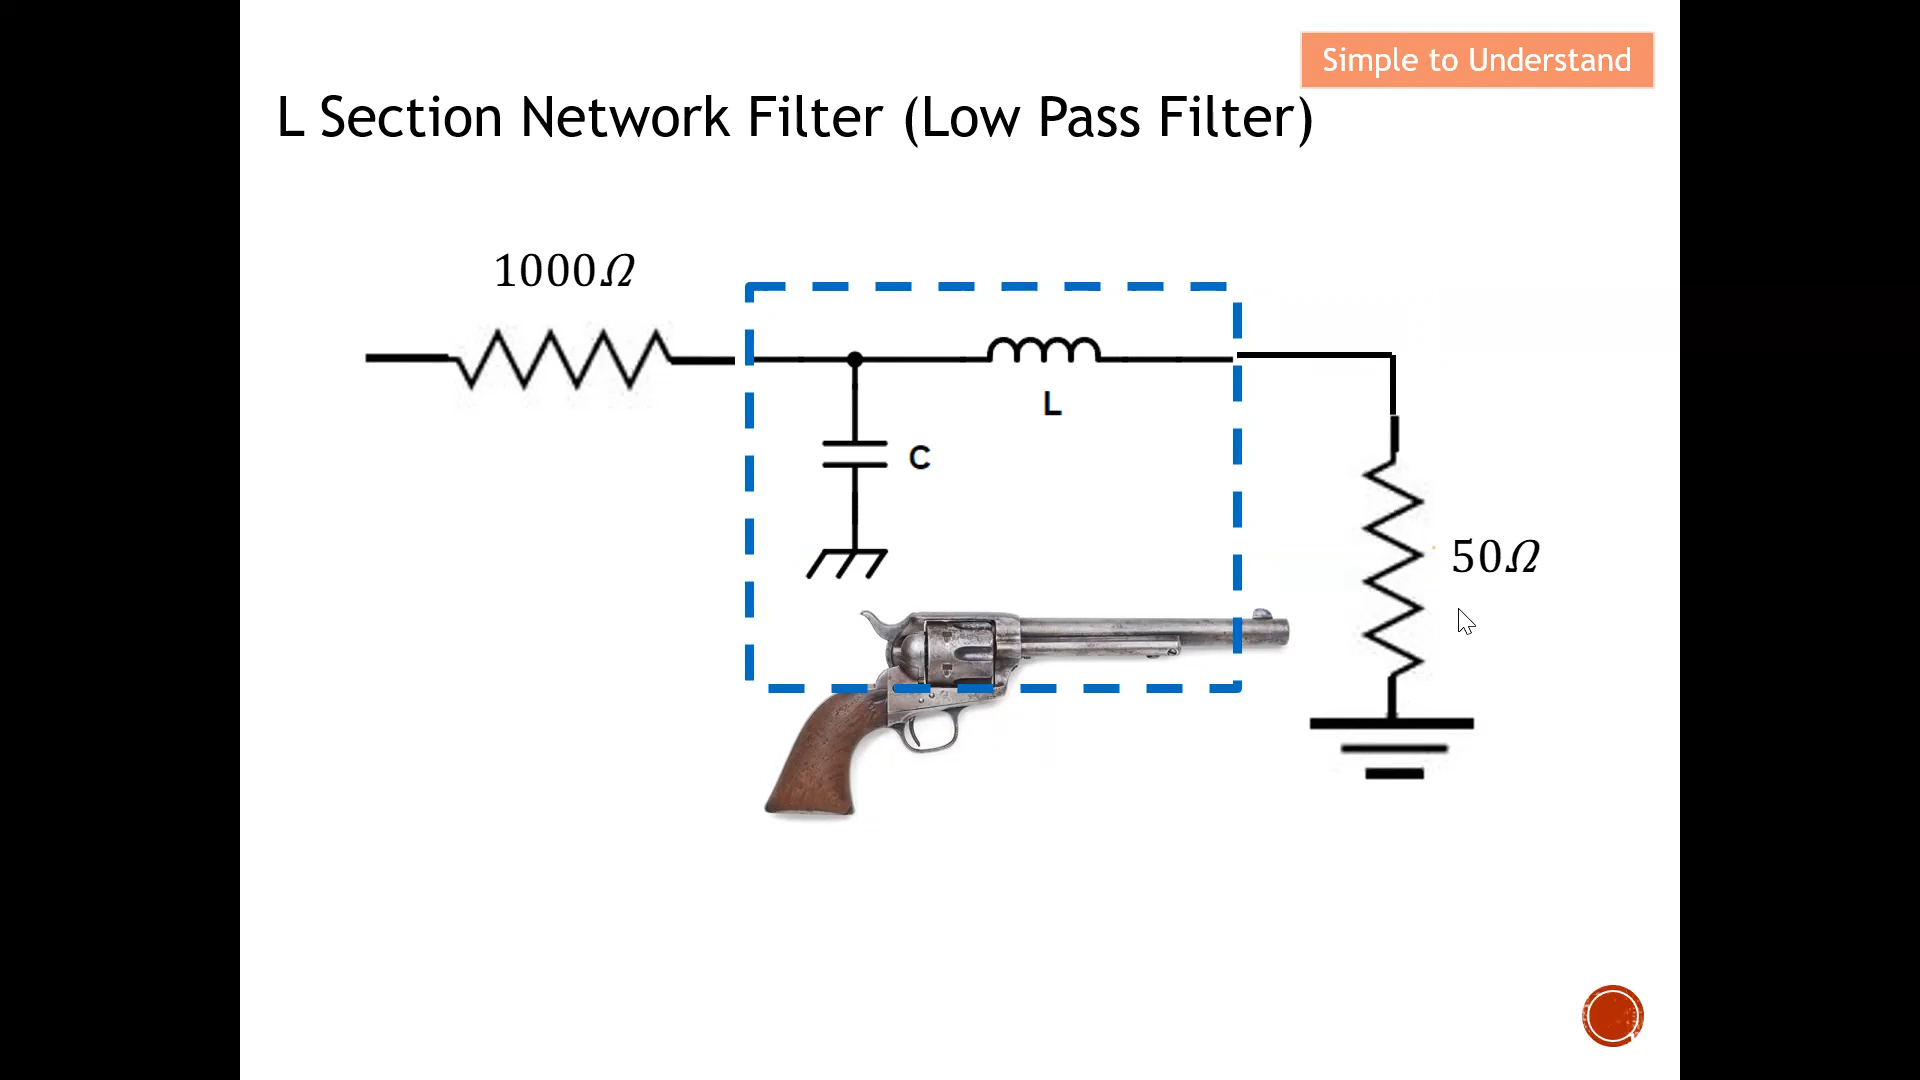 Simple to Understand
L Section Network Filter (Low Pass Filter)
1000Ω
L
C
50Ω